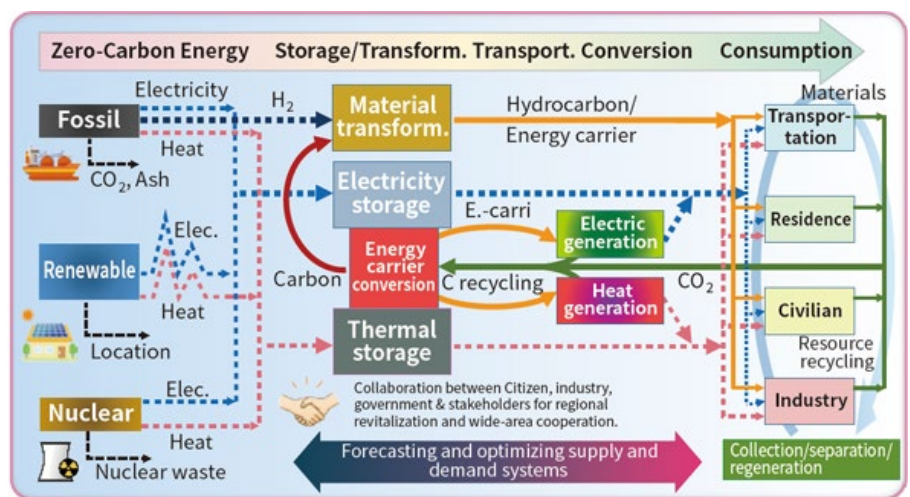 Zero-Carbon Energy Storage/Transform. Transport. Conversion Consumption
Electricity
H₂
Fossil
Heat
CO₂, Ash
Elec.
Renewable
Heat
Location
Elec.
Nuclear
Heat
Nuclear waste
Material
transform.
Hydrocarbon/
Energy carrier
Electricity
storage
E.-carri
Electric
generation
Energy
carrier
conversion
Carbon
C recycling
CO₂
Heat
generation
Thermal
storage
Materials
Transpor-
tation
Residence
Civilian
Resource
recycling
Industry
Collaboration between Citizen, industry,
government & stakeholders for regional
revitalization and wide-area cooperation.
Forecasting and optimizing supply and
demand systems
Collection/separation/
regeneration